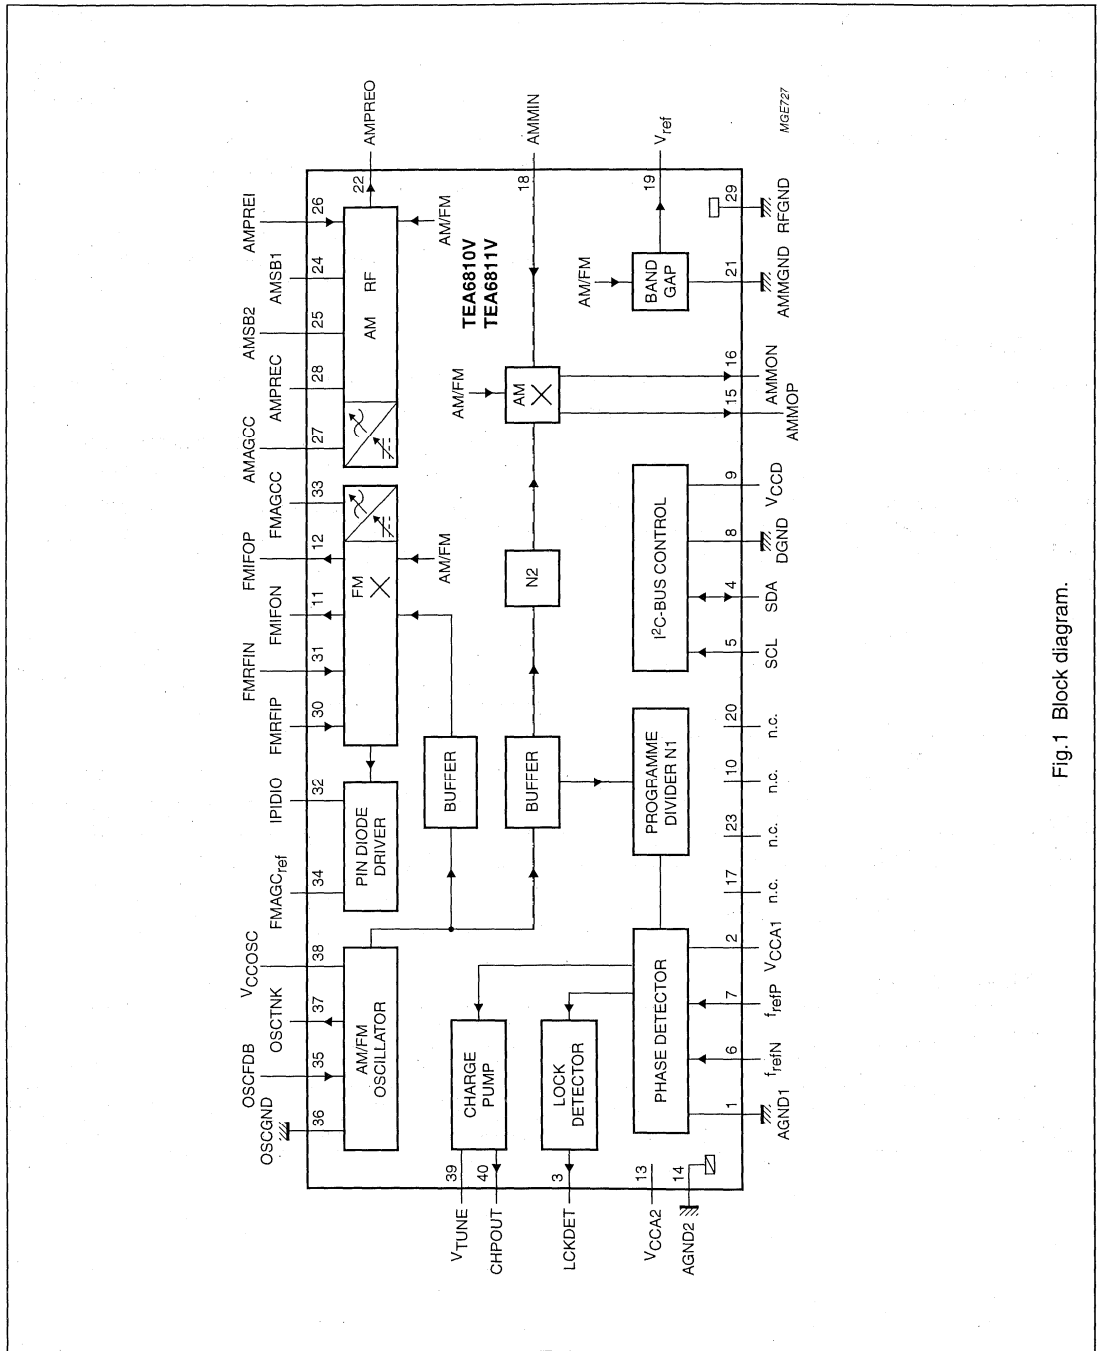 OSCGND
OSCFDB
OSCTNK
VCCOSC
FMAGCref
IPIDIO
FMRFIP
FMRFIN
FMIFON
FMIFOP
FMAGCC
AMAGCC
AMPREC
AMSB2
AMSB1
AMPREI
36
35
37
38
34
32
30
31
11
12
33
27
28
25
24
26
AM/FM
OSCILLATOR
PIN DIODE
DRIVER
FM
AM RF
22
AMPREO
AM/FM
AM/FM
BUFFER
TEA6810V
TEA6811V
VTUNE
39
CHPOUT
40
CHARGE
PUMP
BUFFER
N2
AM/FM
AM
18
AMMIN
LCKDET
3
LOCK
DETECTOR
AM/FM
BAND
GAP
19
Vref
VCCA2
13
AGND2
14
PHASE DETECTOR
PROGRAMME
DIVIDER N1
I2C-BUS CONTROL
1
6
7
2
17
23
10
20
5
4
8
9
15
16
21
29
AGND1
frefN
frefP
VCCA1
n.c.
n.c.
n.c.
n.c.
SCL
SDA
DGND
VCCD
AMMOP
AMMON
AMMGND
RFGND
MGE727
Fig.1 Block diagram.